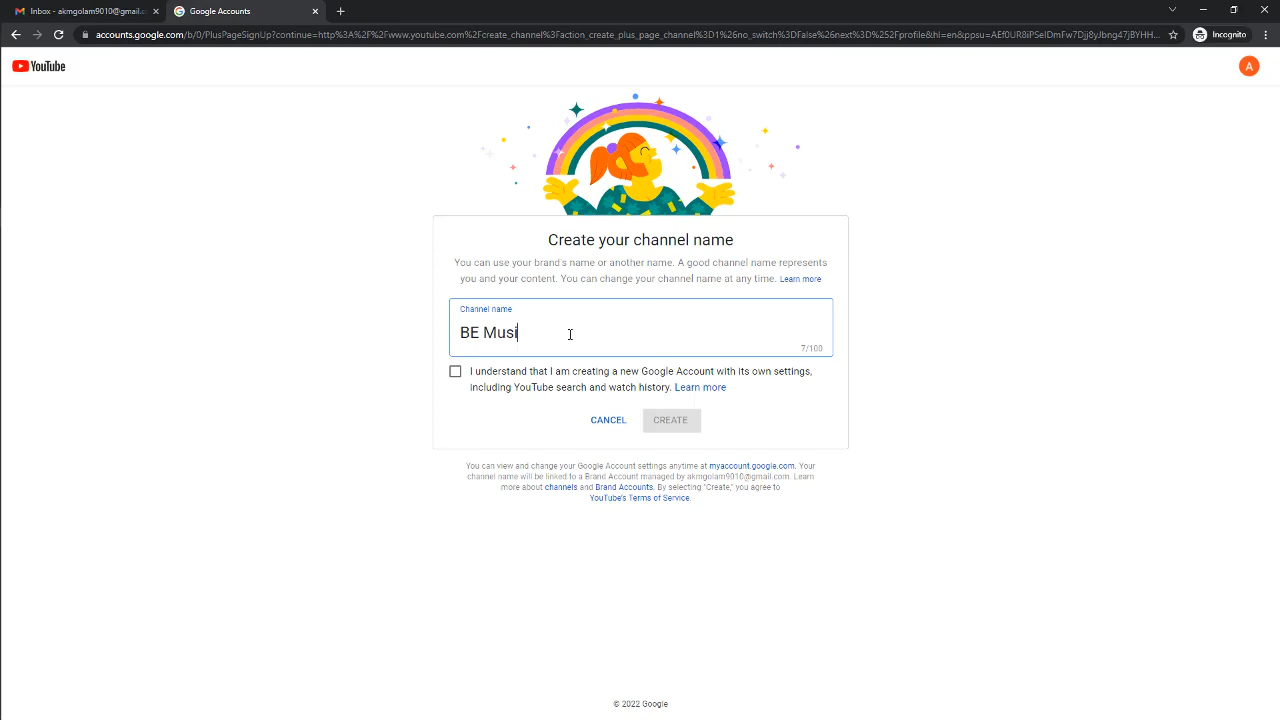 Inbox - akmgolam9010@gmail.c
Google Accounts
accounts.google.com/b/0/PlusPageSignUp?continue=http%3A%2F%2Fwww.youtube.com%2Fcreate_channel%3Faction_create_plus_page_channel%3D1%26no_switch%3DFalse%26next%3D%252Fprofile&hl=en&ppsu=
Incognito
YouTube
A
Create your channel name
You can use your brand's name or another name. A good channel name represents
you and your content. You can change your channel name at any time. Learn more
Channel name
BE Musi
7/100
I understand that I am creating a new Google Account with its own settings,
including YouTube search and watch history. Learn more
CANCEL CREATE
You can view and change your Google Account settings anytime at myaccount.google.com. Your
channel name will be linked to a Brand Account managed by akmgolam9010@gmail.com. Learn
more about channels and Brand Accounts. By selecting "Create," you agree to
YouTube's Terms of Service.
© 2022 Google